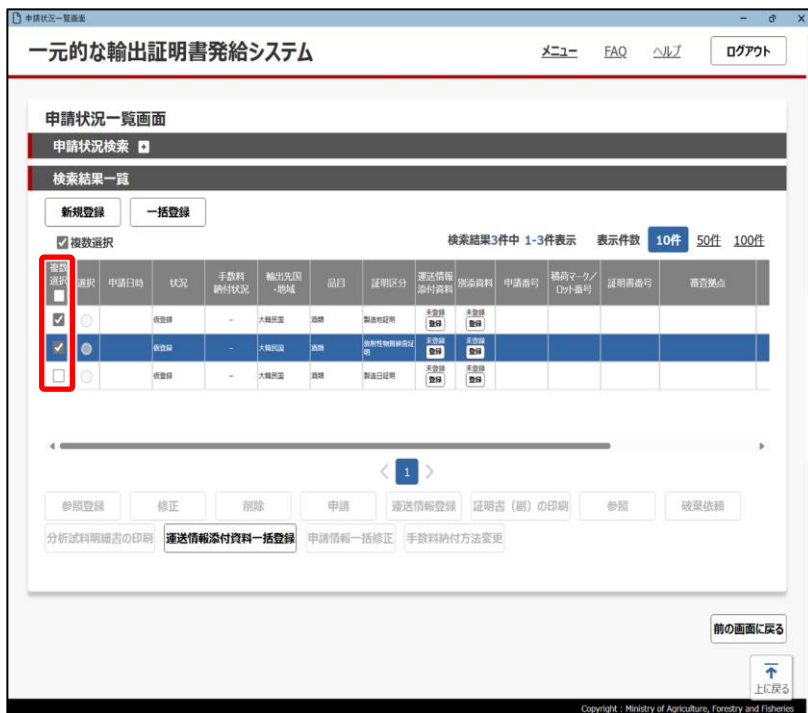 申請状況一覧画面
一元的な輸出証明書発給システム メニュー FAQ ヘルプ ログアウト
申請状況一覧画面
申請状況検索
検索結果一覧
新規登録 一括登録
複数選択 検索結果3件中 1-3件表示 表示件数 10件 50件 100件
複数選択 選択 申請日時 状況 手数料納付状況 輸出先国・地域 品目 証明区分 運送情報添付資料 別添資料 申請番号 積荷マーク／ロット番号 証明書番号 審査拠点
仮登録 － 大韓民国 酒類 製造地証明 未登録 登録 未登録 登録
仮登録 － 大韓民国 酒類 放射性物質検査証明 未登録 登録 未登録 登録
仮登録 － 大韓民国 酒類 製造日証明 未登録 登録 未登録 登録
1
参照登録 修正 削除 申請 運送情報登録 証明書（副）の印刷 参照 破棄依頼
分析試料明細書の印刷 運送情報添付資料一括登録 申請情報一括修正 手数料納付方法変更
前の画面に戻る
上に戻る
Copyright : Ministry of Agriculture, Forestry and Fisheries